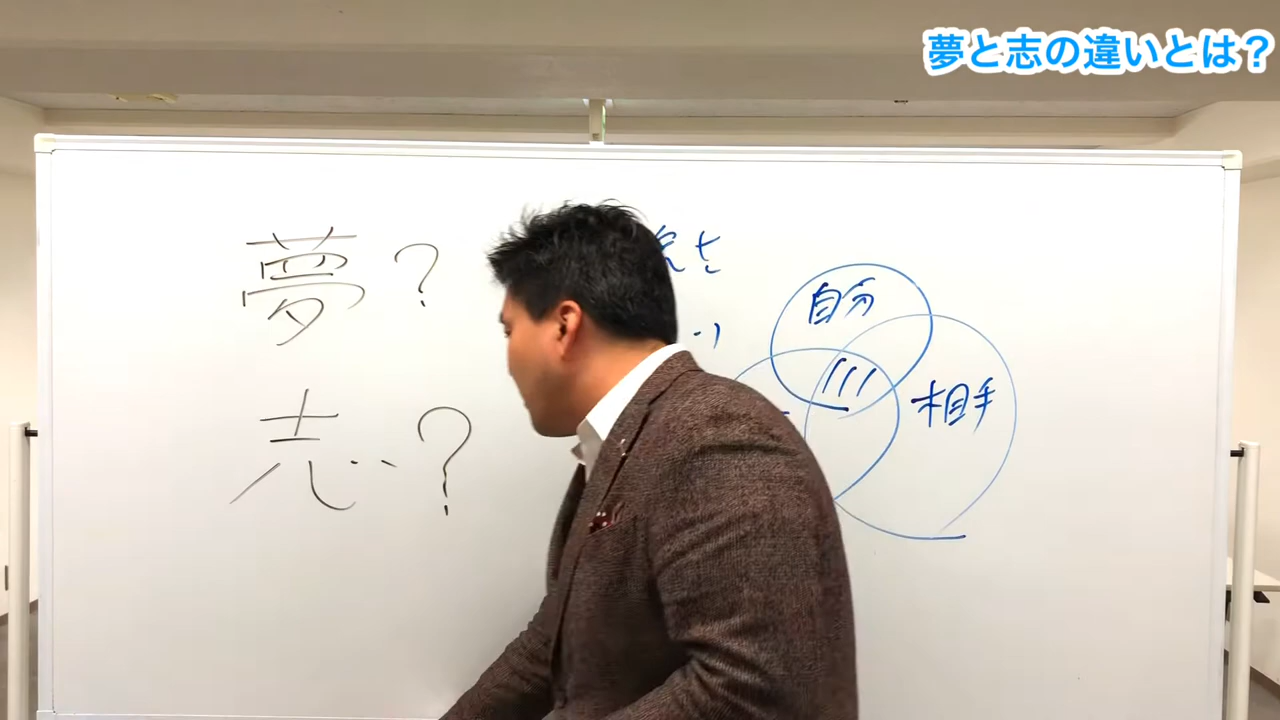 夢と志の違いとは？
夢？
志？
自分
相手